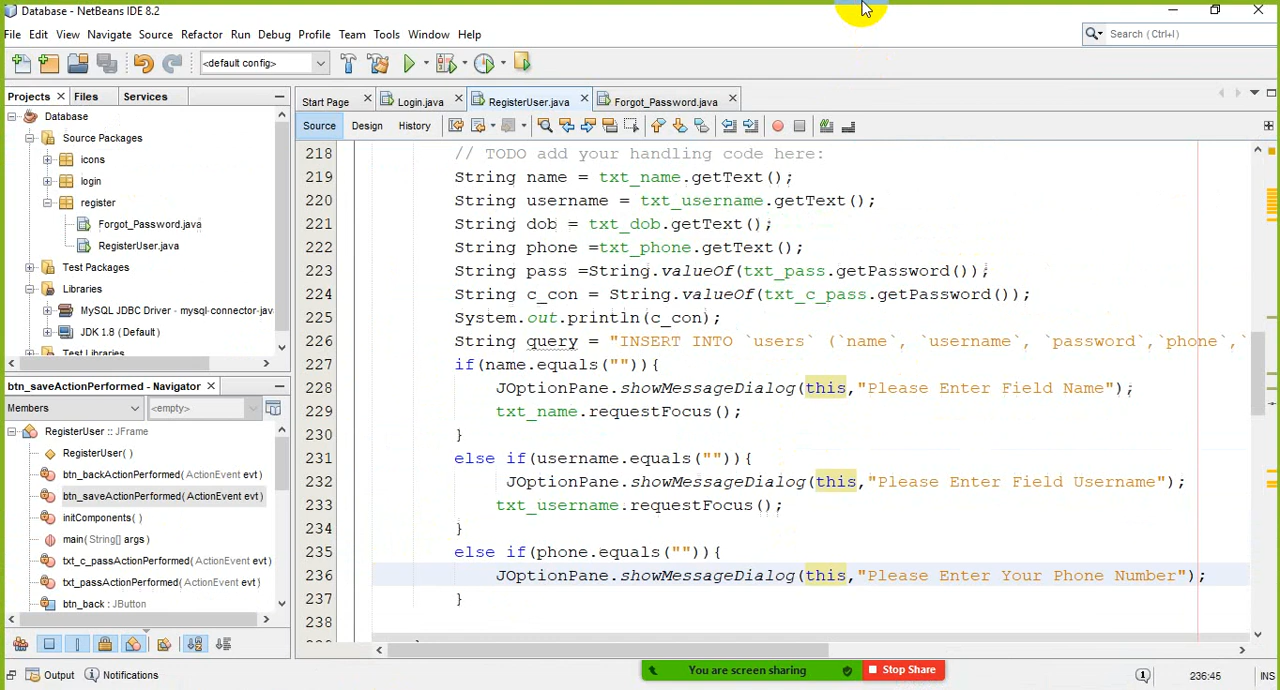 Database - NetBeans IDE 8.2
File Edit View Navigate Source Refactor Run Debug Profile Team Tools Window Help
Search (Ctrl+I)
<default config>
Projects Files Services
Start Page Login.java RegisterUser.java Forgot_Password.java
Source Design History
Database
Source Packages
icons
login
register
Forgot_Password.java
RegisterUser.java
Test Packages
Libraries
MySQL JDBC Driver - mysql-connector-jav
JDK 1.8 (Default)
Test Libraries
218 // TODO add your handling code here:
219 String name = txt_name.getText();
220 String username = txt_username.getText();
221 String dob = txt_dob.getText();
222 String phone =txt_phone.getText();
223 String pass =String.valueOf(txt_pass.getPassword());
224 String c_con = String.valueOf(txt_c_pass.getPassword());
225 System.out.println(c_con);
226 String query = "INSERT INTO `users` (`name`, `username`, `password`,`phone`,`
227 if(name.equals("")){
228 JOptionPane.showMessageDialog(this,"Please Enter Field Name");
229 txt_name.requestFocus();
230 }
231 else if(username.equals("")){
232 JOptionPane.showMessageDialog(this,"Please Enter Field Username");
233 txt_username.requestFocus();
234 }
235 else if(phone.equals("")){
236 JOptionPane.showMessageDialog(this,"Please Enter Your Phone Number");
237 }
238
btn_saveActionPerformed - Navigator
Members <empty>
RegisterUser :: JFrame
RegisterUser()
btn_backActionPerformed(ActionEvent evt)
btn_saveActionPerformed(ActionEvent evt)
initComponents()
main(String[] args)
txt_c_passActionPerformed(ActionEvent evt)
txt_passActionPerformed(ActionEvent evt)
btn_back : JButton
You are screen sharing Stop Share
Output Notifications
236:45 INS